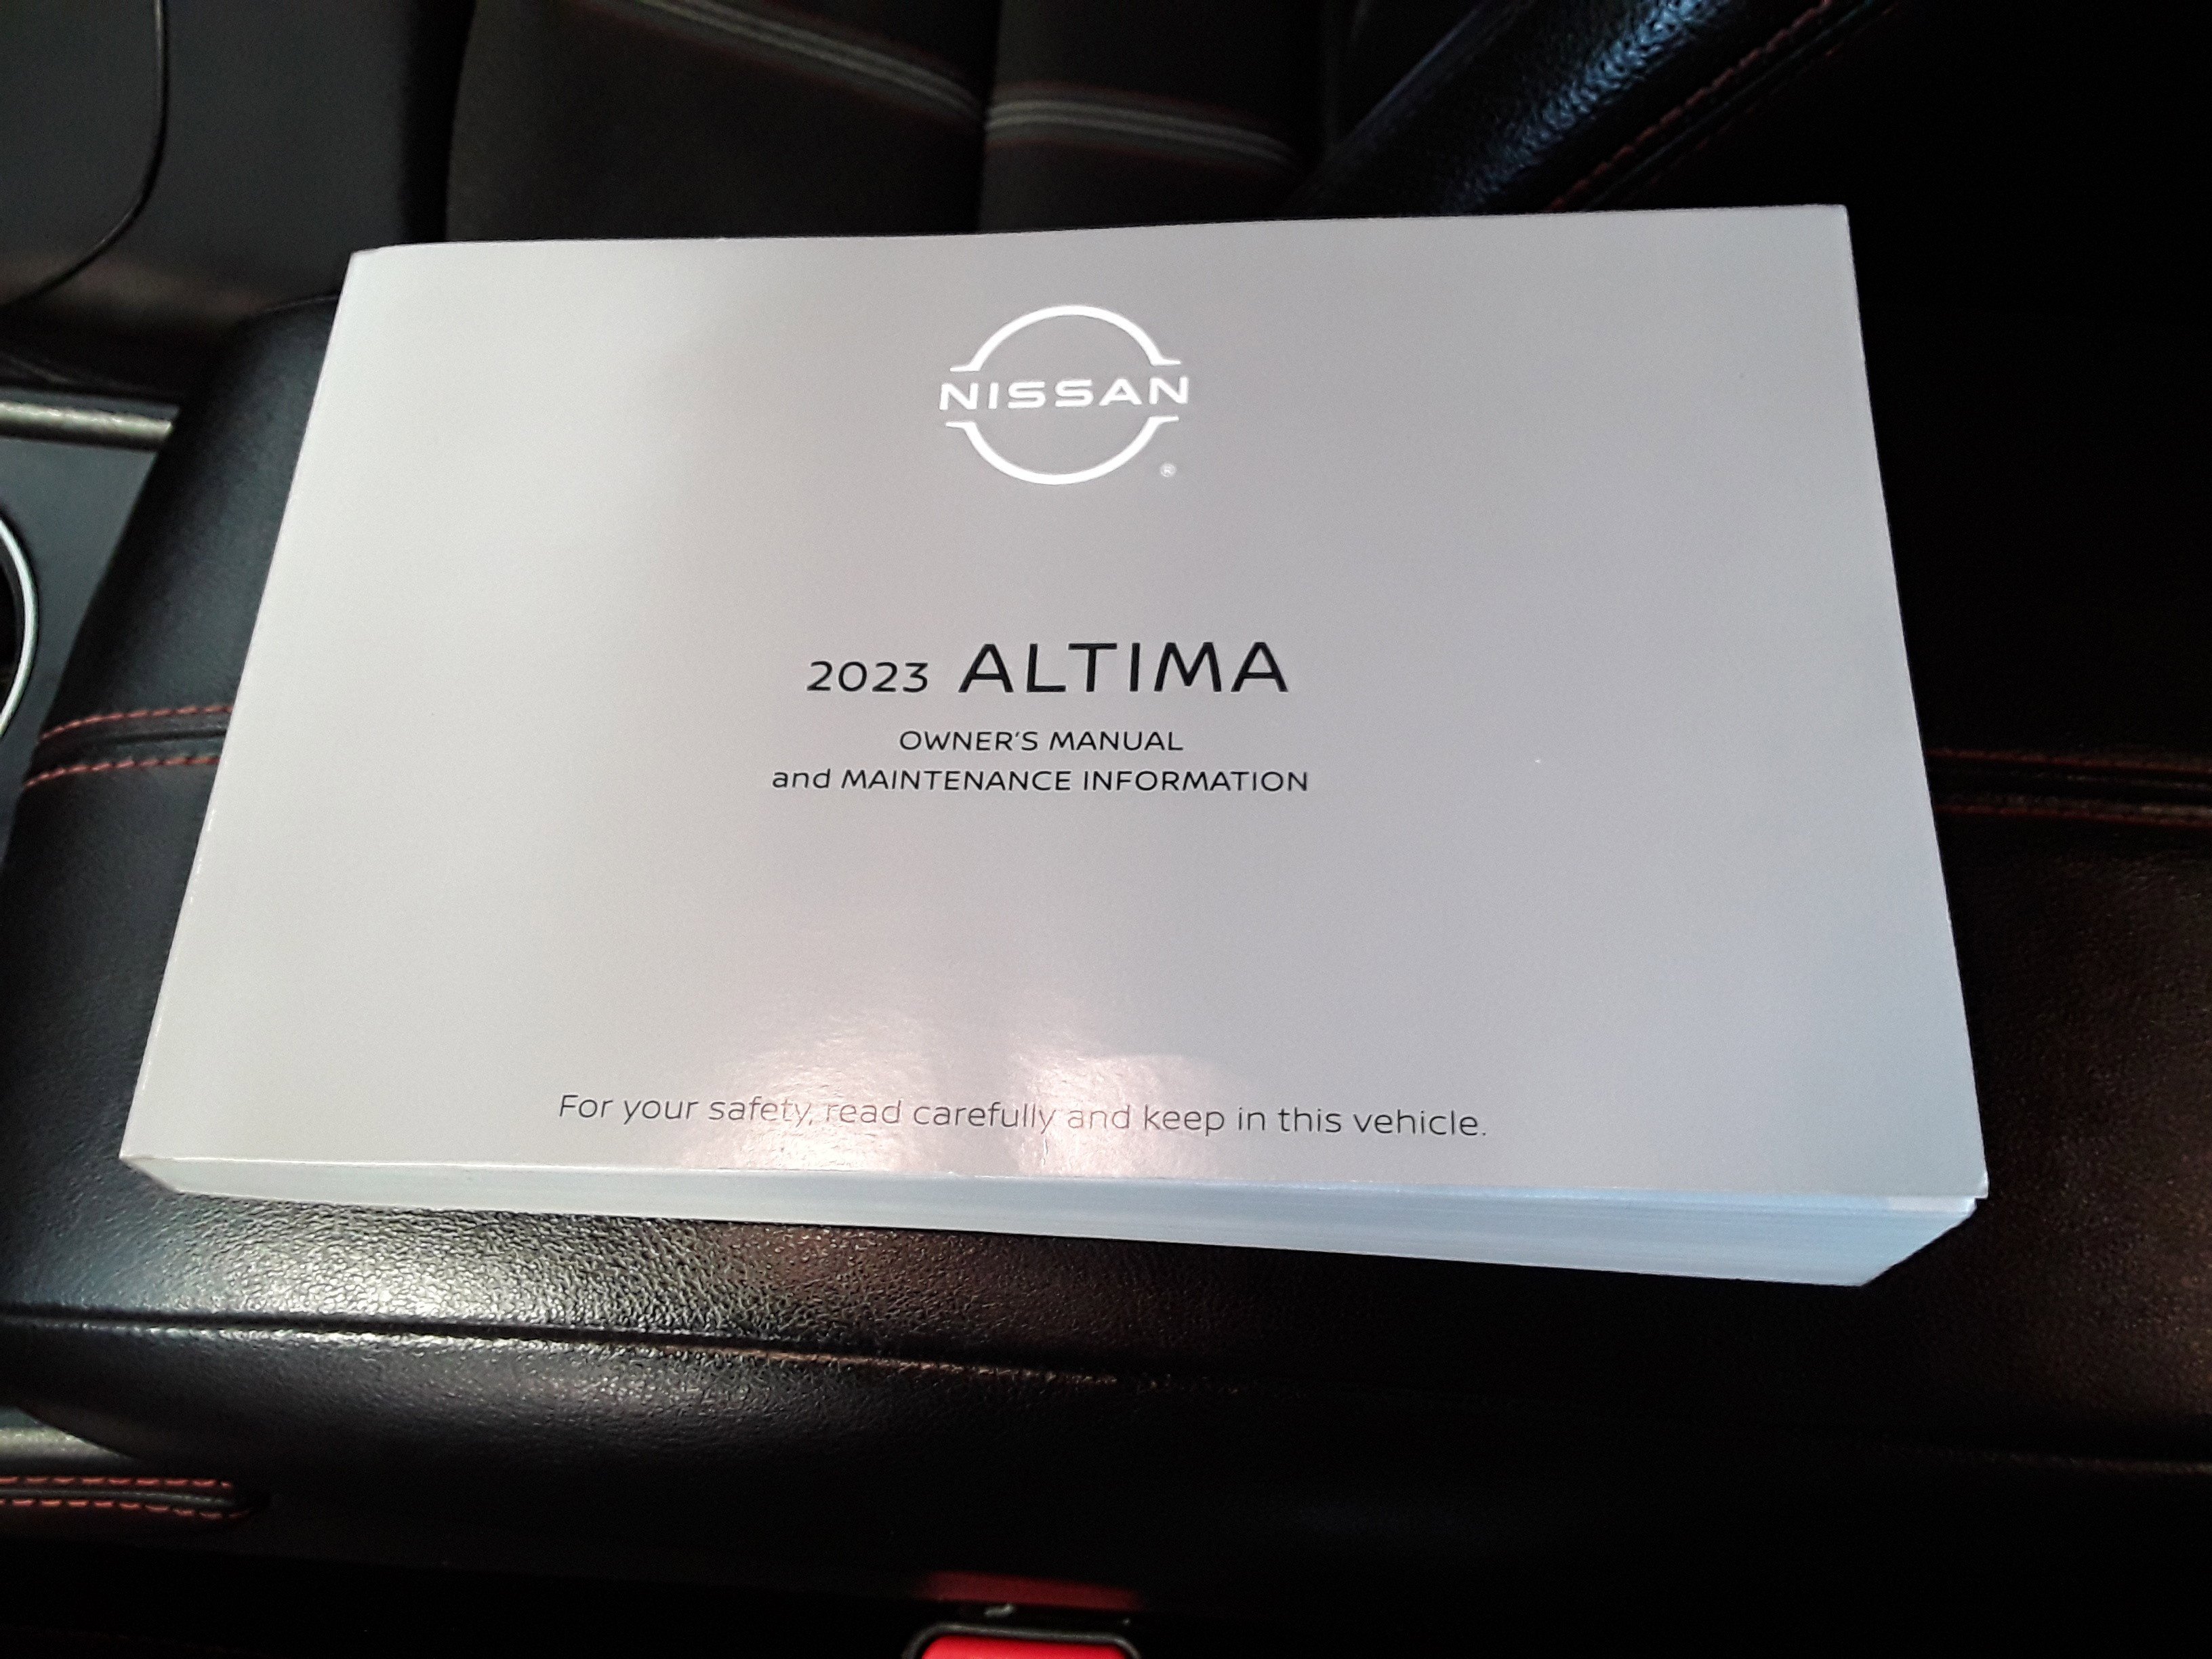 NISSAN
®
2023 ALTIMA
OWNER'S MANUAL
and MAINTENANCE INFORMATION
For your safety, read carefully and keep in this vehicle.